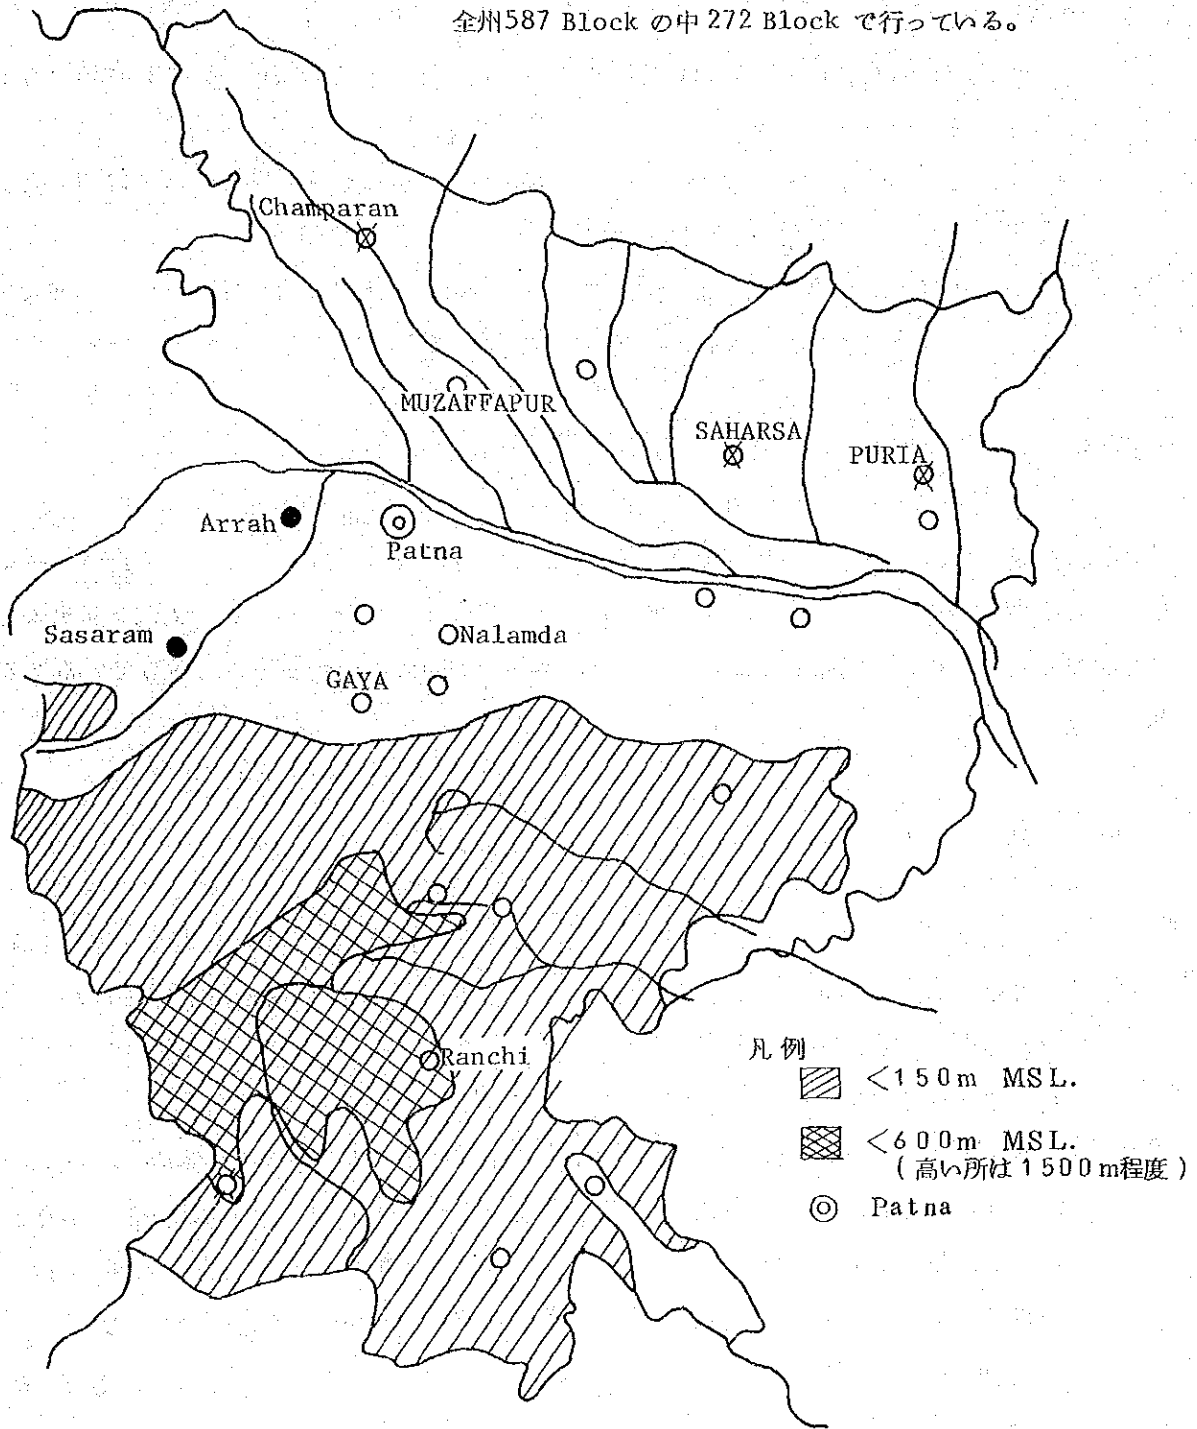 全州587 Block の中 272 Block で行っている。
Champaran
MUZAFFAPUR
SAHARSA
PURIA
Arrah
Patna
Sasaram
Nalamda
GAYA
Ranchi
凡例
<150m MSL.
<600m MSL.
(高い所は1500m程度)
Patna